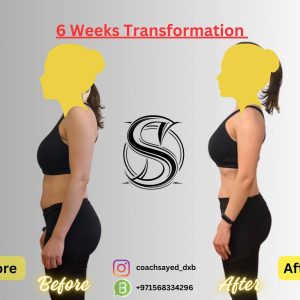 6 Weeks Transformation
S
ore
Before
coachsayed_dxb
+971568334296
After
Aft